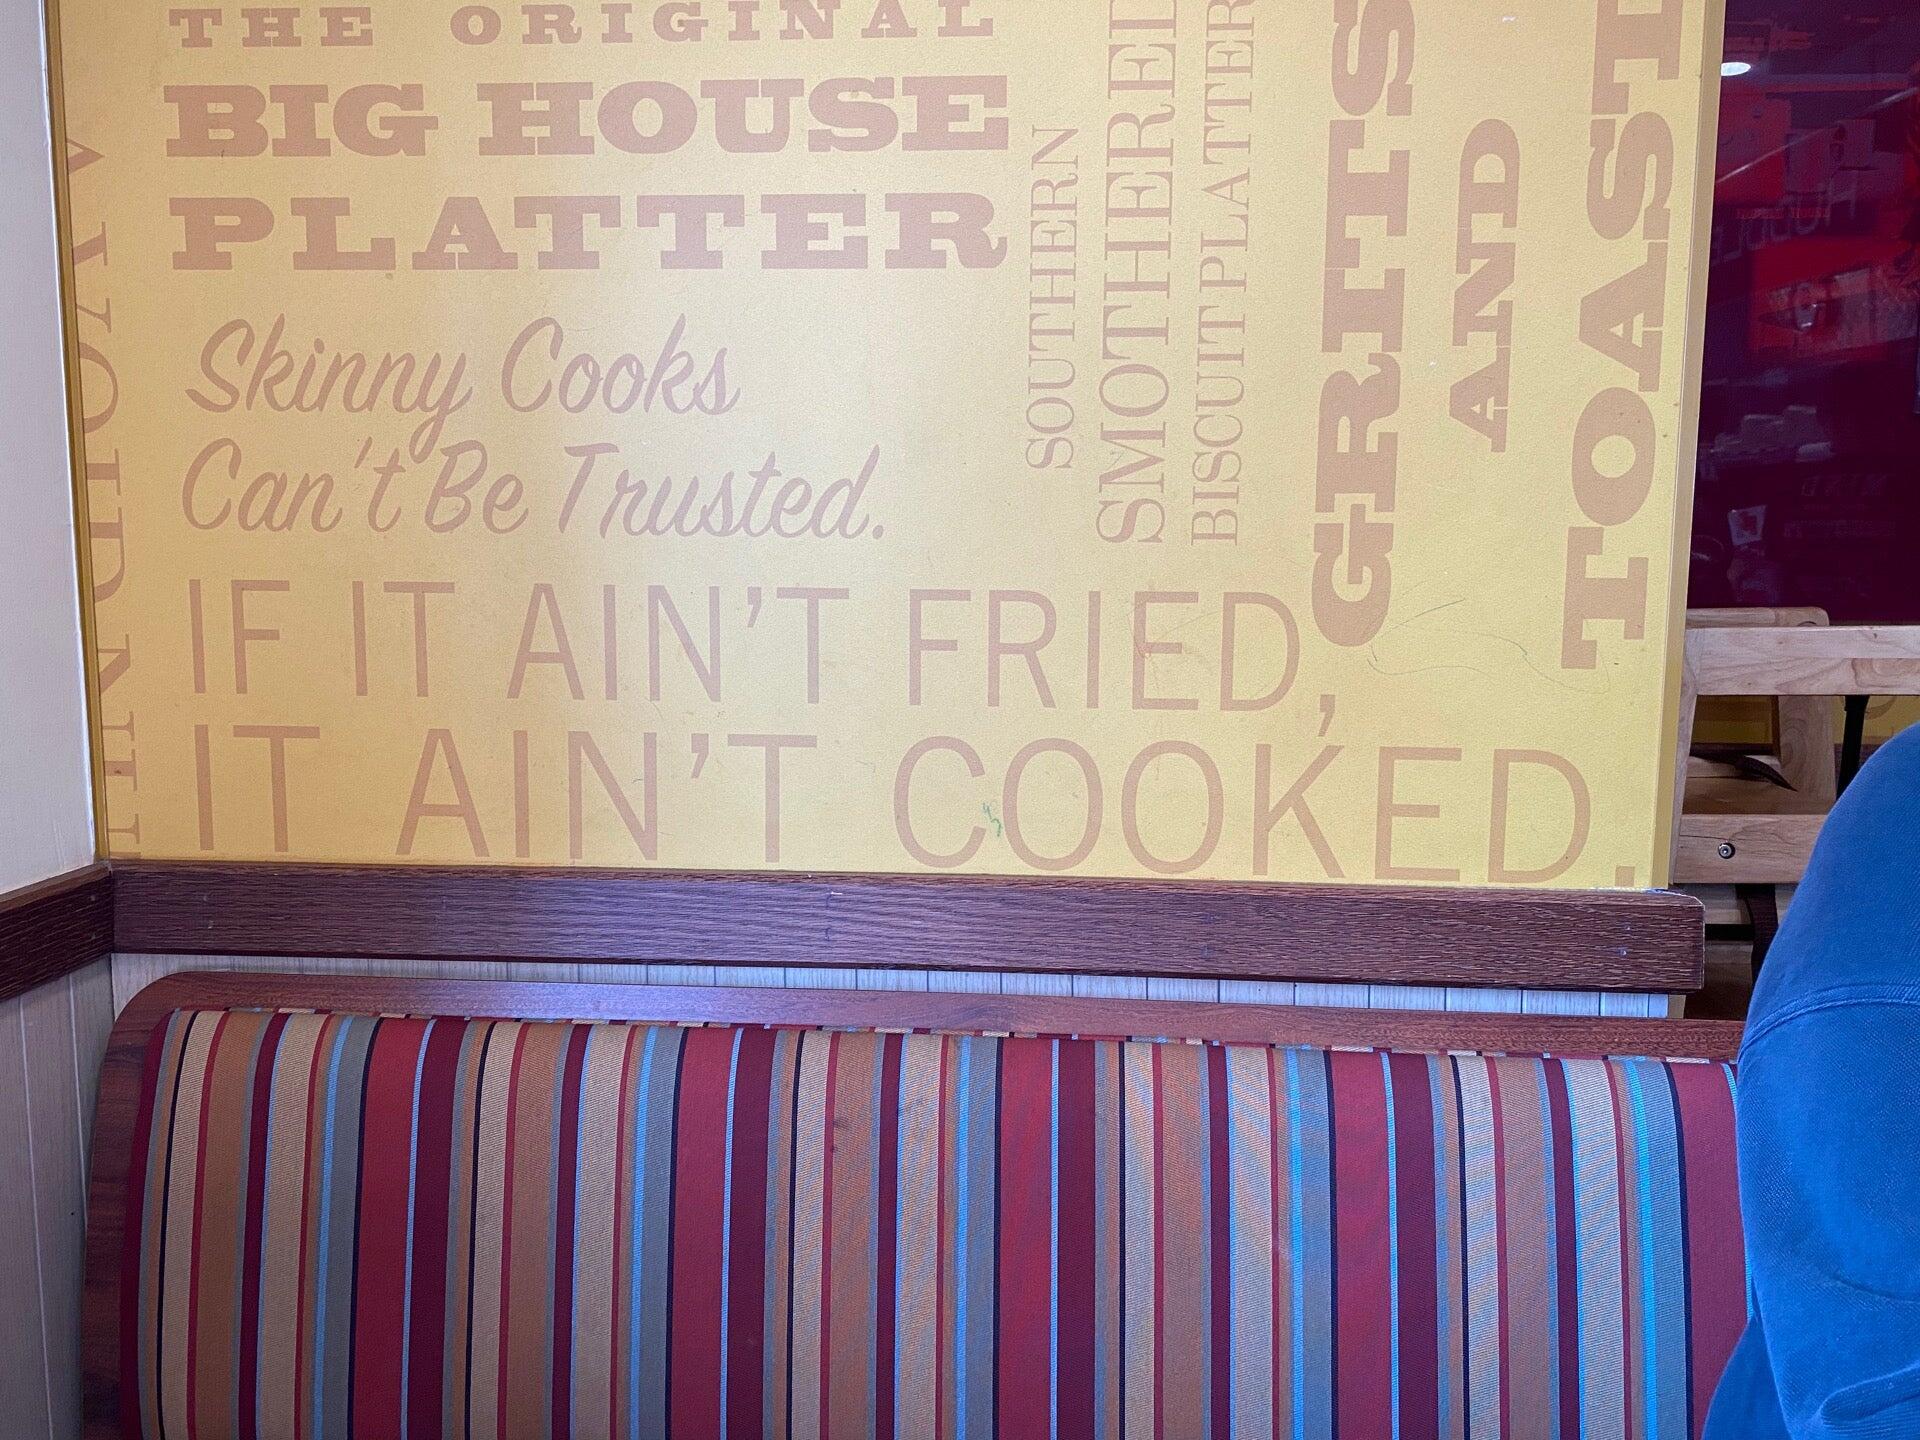 THE ORIGINAL
BIG HOUSE
PLATTER
Skinny Cooks
Can't Be Trusted.
IF IT AIN'T FRIED,
IT AIN'T COOKED.
SOUTHERN
SMOTHERED
BISCUIT PLATTER
GRITS
AND
TOAST